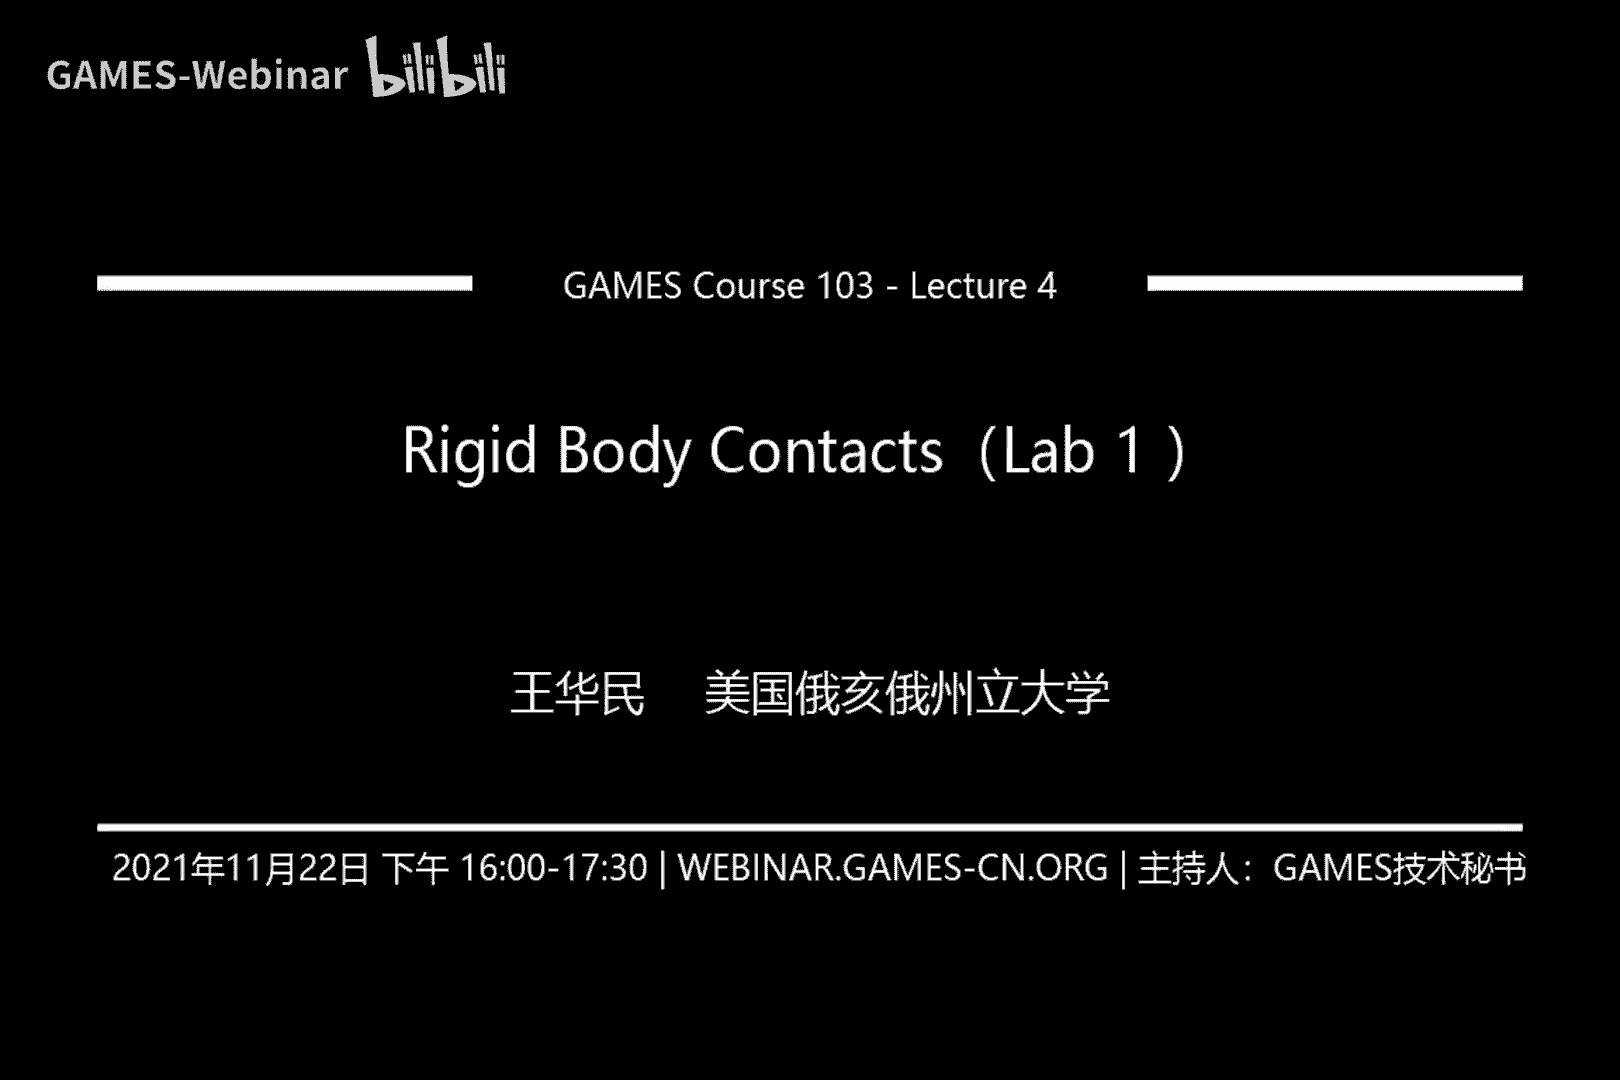 GAMES-Webinar bilibili
GAMES Course 103 - Lecture 4
Rigid Body Contacts（Lab 1 ）
王华民 美国俄亥俄州立大学
2021年11月22日 下午 16:00-17:30 | WEBINAR.GAMES-CN.ORG | 主持人：GAMES技术秘书